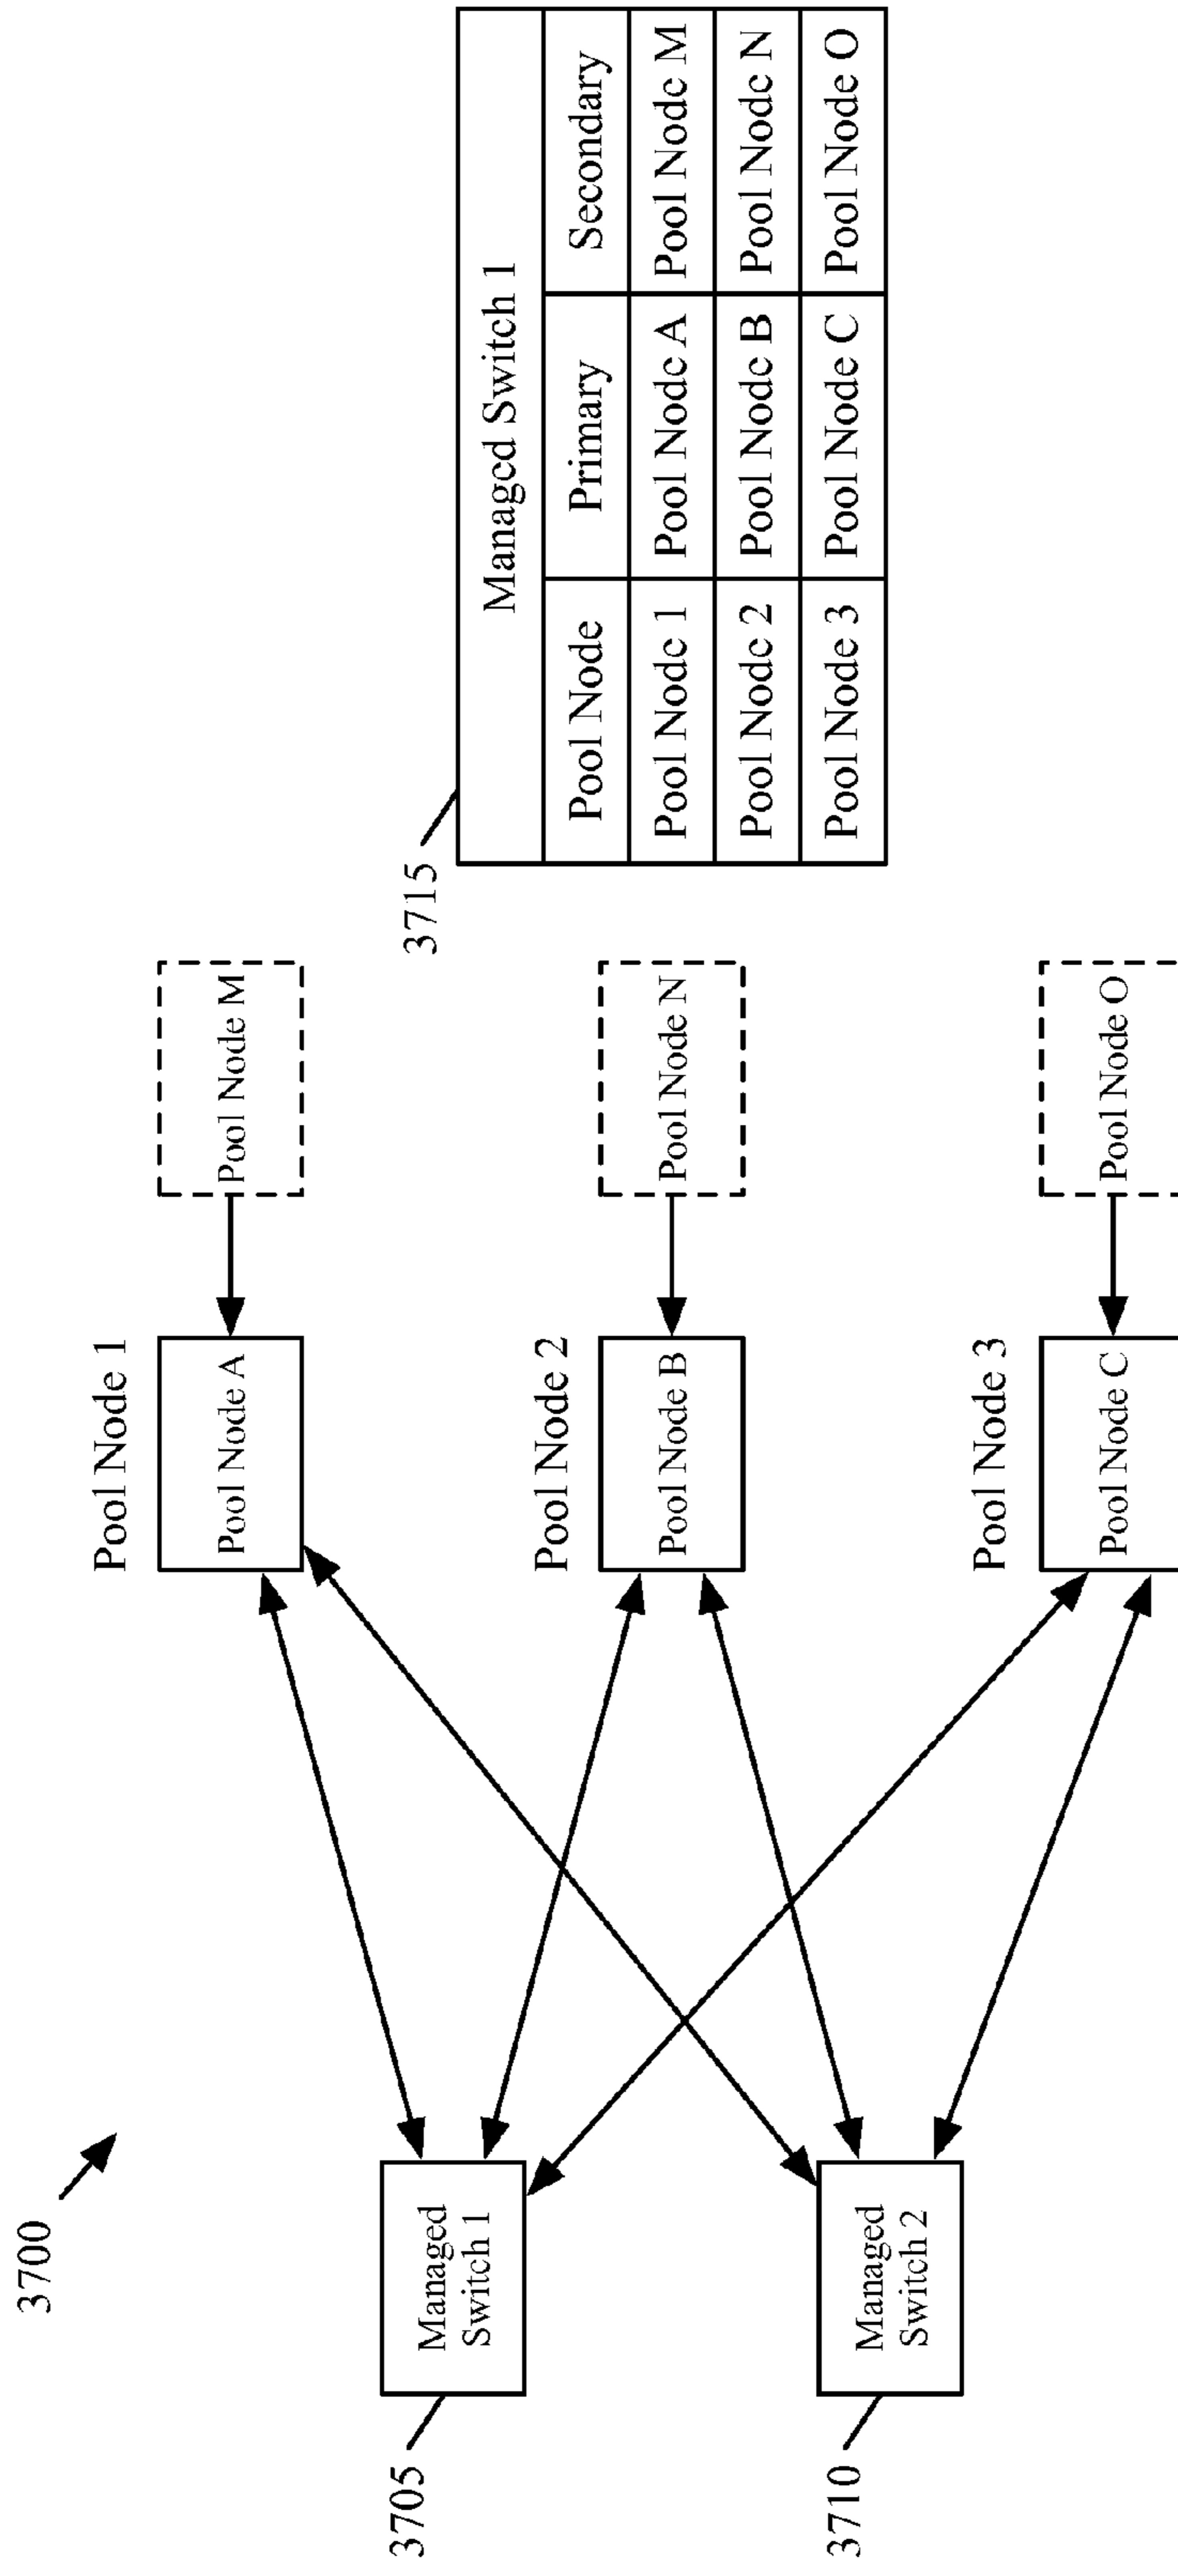 3700
Pool Node 1
Pool Node A
Pool Node M
3705
Managed
Switch 1
Pool Node 2
Pool Node B
Pool Node N
3710
Managed
Switch 2
Pool Node 3
Pool Node C
Pool Node O
3715
Managed Switch 1
Pool Node Primary Secondary
Pool Node 1 Pool Node A Pool Node M
Pool Node 2 Pool Node B Pool Node N
Pool Node 3 Pool Node C Pool Node O